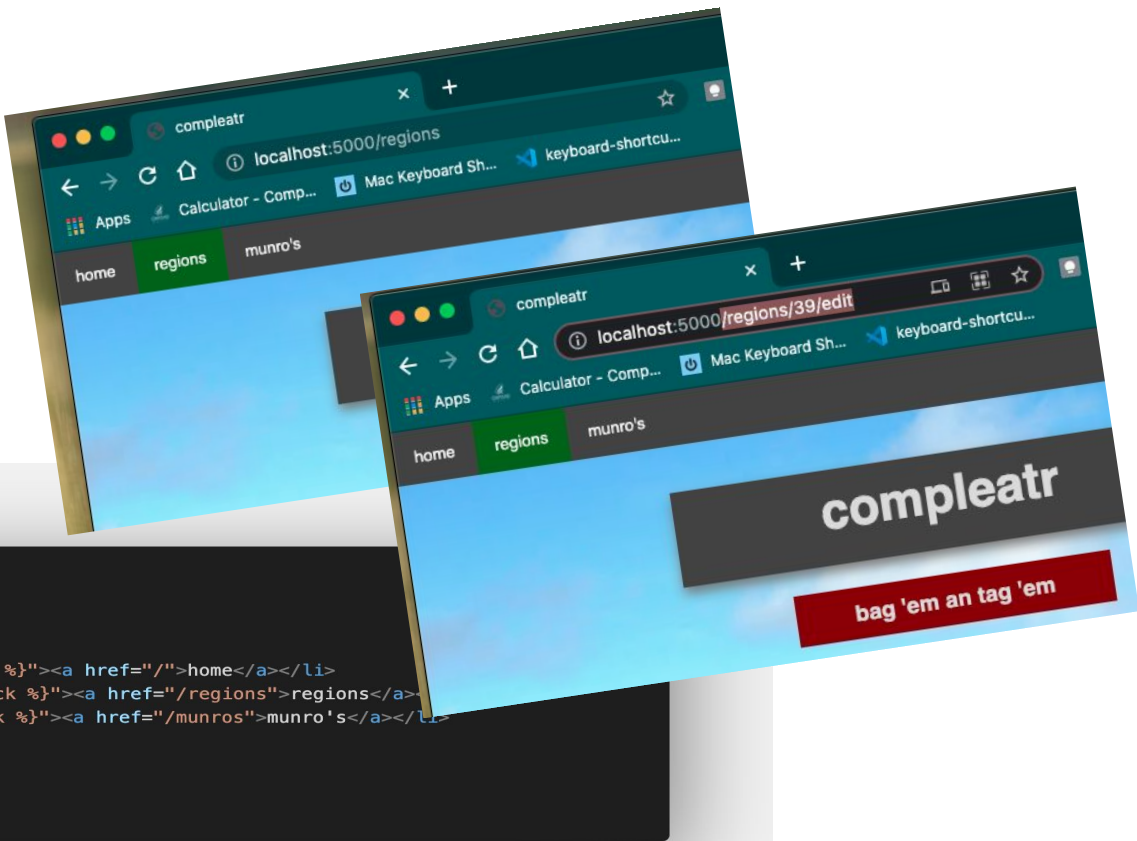 compleatr
localhost:5000/regions
Apps Calculator - Comp... Mac Keyboard Sh... keyboard-shortcu...
home regions munro's
compleatr
localhost:5000/regions/39/edit
Apps Calculator - Comp... Mac Keyboard Sh... keyboard-shortcu...
home regions munro's
compleatr
bag 'em an tag 'em
%}"><a href="/">home</a></li>
ck %}"><a href="/regions">regions</a>
k %}"><a href="/munros">munro's</a></li>